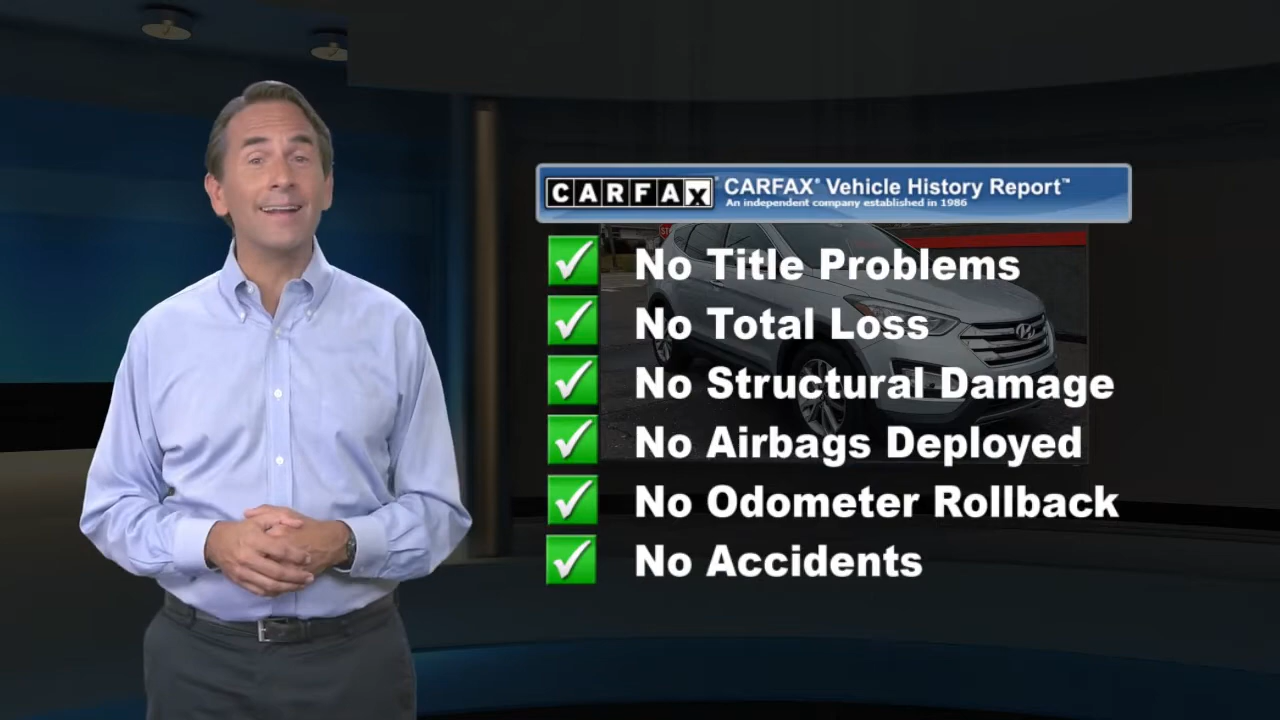 CARFAX® CARFAX® Vehicle History Report™
An independent company established in 1986
No Title Problems
No Total Loss
No Structural Damage
No Airbags Deployed
No Odometer Rollback
No Accidents